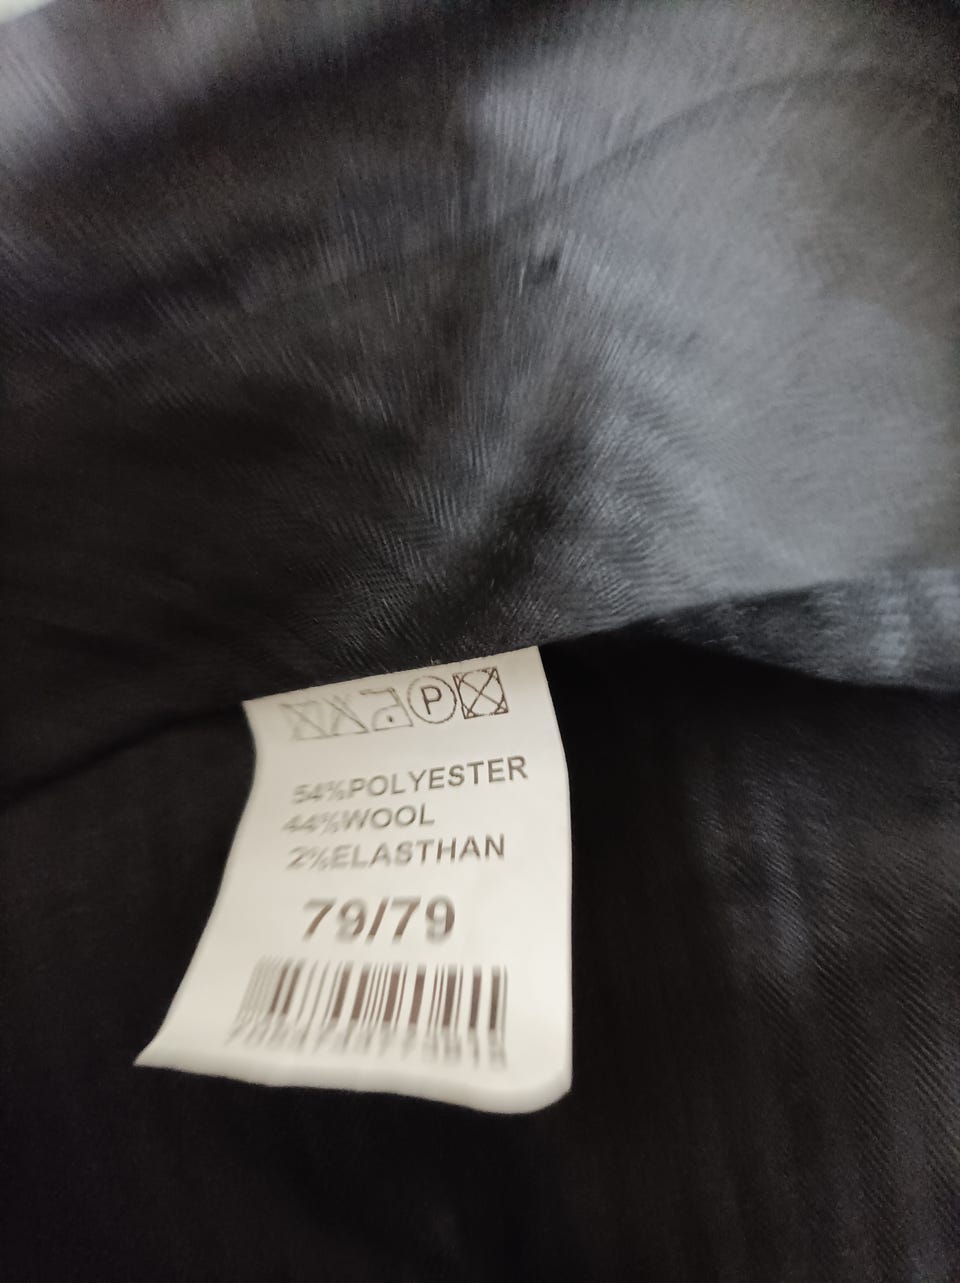 P
54%POLYESTER
44%WOOL
2%ELASTHAN
79/79